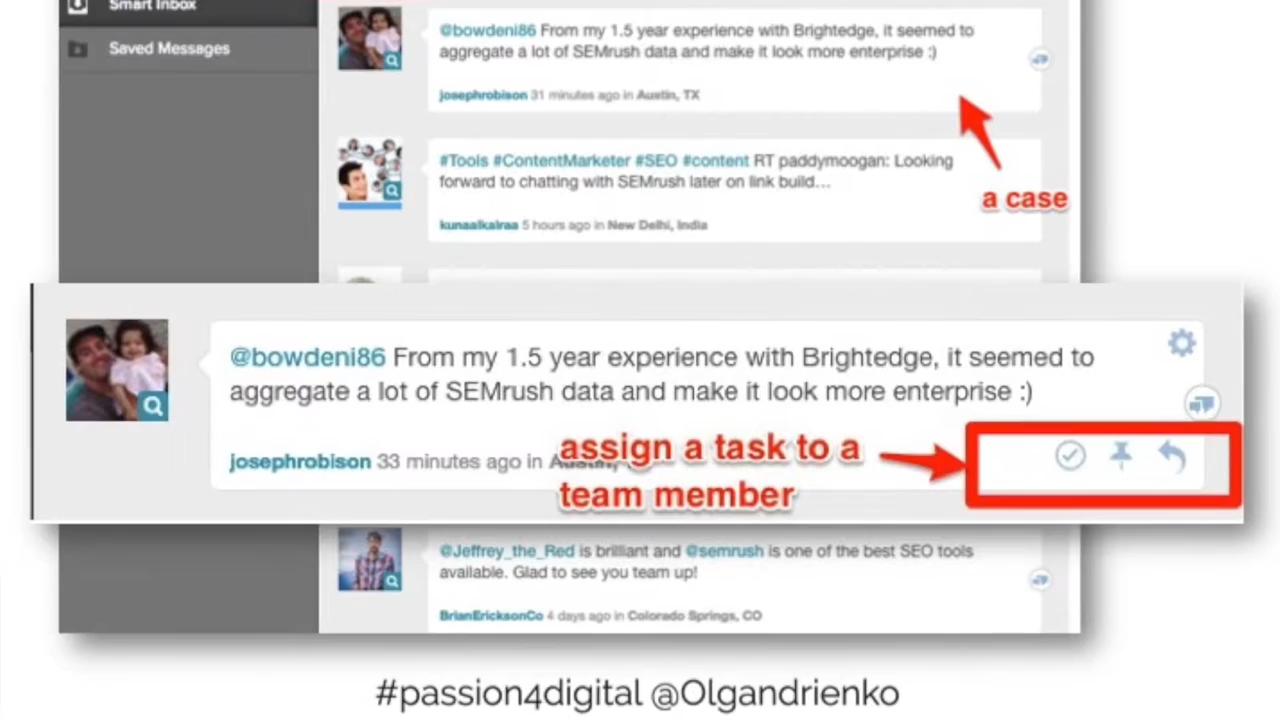 Smart Inbox
Saved Messages
@bowdeni86 From my 1.5 year experience with Brightedge, it seemed to
aggregate a lot of SEMrush data and make it look more enterprise :)
josephrobison 31 minutes ago in Austin, TX
a case
#Tools #ContentMarketer #SEO #content RT paddymoogan: Looking
forward to chatting with SEMrush later on link build...
kunaalkalraa 5 hours ago in New Delhi, India
@bowdeni86 From my 1.5 year experience with Brightedge, it seemed to
aggregate a lot of SEMrush data and make it look more enterprise :)
josephrobison 33 minutes ago in
assign a task to a
team member
@Jeffrey_the_Red is brilliant and @semrush is one of the best SEO tools
available. Glad to see you team up!
BrianEricksonCo 4 days ago in Colorado Springs, CO
#passion4digital @Olgandrienko